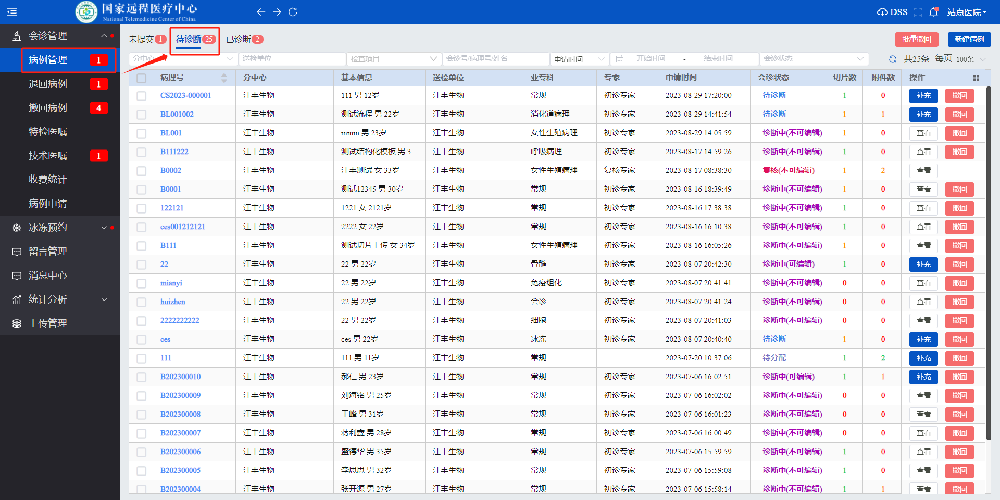 国家远程医疗中心
National Telemedicine Center of China
DSS 站点医院
会诊管理
病例管理 1
退回病例 1
撤回病例 4
特检医嘱
技术医嘱 1
收费统计
病例申请
冰冻预约
留言管理
消息中心
统计分析
上传管理
未提交 1 待诊断 25 已诊断 2 批量撤回 新建病例
分中心 送检单位 检查项目 会诊号/病理号/姓名 申请时间 开始时间 - 结束时间 会诊状态 共25条 每页 100条
病理号 分中心 基本信息 送检单位 亚专科 专家 申请时间 会诊状态 切片数 附件数 操作
CS2023-000001 江丰生物 111 男 12岁 江丰生物 常规 初诊专家 2023-08-29 17:20:00 待诊断 1 0 补充 撤回
BL001002 江丰生物 测试流程 男 22岁 江丰生物 消化道病理 初诊专家 2023-08-29 14:41:54 待诊断 1 1 补充 撤回
BL001 江丰生物 mmm 男 23岁 江丰生物 女性生殖病理 初诊专家 2023-08-29 14:05:59 诊断中(不可编辑) 1 0 查看 撤回
B111222 江丰生物 测试结构化模板 男 3... 江丰生物 呼吸病理 初诊专家 2023-08-17 14:59:26 诊断中(不可编辑) 1 0 查看 撤回
B0002 江丰生物 江丰测试 女 33岁 江丰生物 女性生殖病理 复核专家 2023-08-17 08:38:30 复核(不可编辑) 1 2 查看
B0001 江丰生物 测试12345 男 30岁 江丰生物 常规 初诊专家 2023-08-16 18:39:49 诊断中(不可编辑) 1 0 查看 撤回
122121 江丰生物 1221 女 2121岁 江丰生物 常规 初诊专家 2023-08-16 17:38:38 诊断中(不可编辑) 1 0 查看 撤回
ces001212121 江丰生物 2222 女 22岁 江丰生物 常规 初诊专家 2023-08-16 16:10:38 诊断中(不可编辑) 1 0 查看 撤回
B111 江丰生物 测试切片上传 女 34岁 江丰生物 女性生殖病理 初诊专家 2023-08-16 16:05:26 诊断中(不可编辑) 1 0 查看 撤回
22 江丰生物 22 男 22岁 江丰生物 骨髓 初诊专家 2023-08-07 20:42:30 诊断中(可编辑) 1 0 补充 撤回
mianyi 江丰生物 22 男 22岁 江丰生物 免疫组化 初诊专家 2023-08-07 20:41:41 诊断中(不可编辑) 0 0 查看 撤回
huizhen 江丰生物 22 男 22岁 江丰生物 会诊 初诊专家 2023-08-07 20:41:24 诊断中(不可编辑) 0 0 查看 撤回
2222222222 江丰生物 22 男 22岁 江丰生物 细胞 初诊专家 2023-08-07 20:41:03 诊断中(不可编辑) 0 0 查看 撤回
ces 江丰生物 ces 男 22岁 江丰生物 冰冻 初诊专家 2023-08-07 20:40:40 待诊断 1 0 补充 撤回
111 江丰生物 111 男 11岁 江丰生物 常规 2023-07-20 10:37:06 待分配 1 2 补充 撤回
B202300010 江丰生物 郝仁 男 23岁 江丰生物 常规 初诊专家 2023-07-06 16:02:51 诊断中(可编辑) 1 1 补充 撤回
B202300009 江丰生物 刘海铭 男 25岁 江丰生物 常规 初诊专家 2023-07-06 16:02:02 诊断中(不可编辑) 0 0 查看 撤回
B202300008 江丰生物 王峰 男 31岁 江丰生物 常规 初诊专家 2023-07-06 16:01:23 诊断中(不可编辑) 0 0 查看 撤回
B202300007 江丰生物 蒋利鑫 男 28岁 江丰生物 常规 初诊专家 2023-07-06 16:00:49 诊断中(不可编辑) 0 0 查看 撤回
B202300006 江丰生物 盛德华 男 35岁 江丰生物 常规 初诊专家 2023-07-06 15:59:59 诊断中(不可编辑) 1 0 查看 撤回
B202300005 江丰生物 李思思 男 32岁 江丰生物 常规 初诊专家 2023-07-06 15:59:08 诊断中(不可编辑) 1 0 查看 撤回
B202300004 江丰生物 张开源 男 27岁 江丰生物 常规 初诊专家 2023-07-06 15:58:14 诊断中(不可编辑) 1 1 查看 撤回